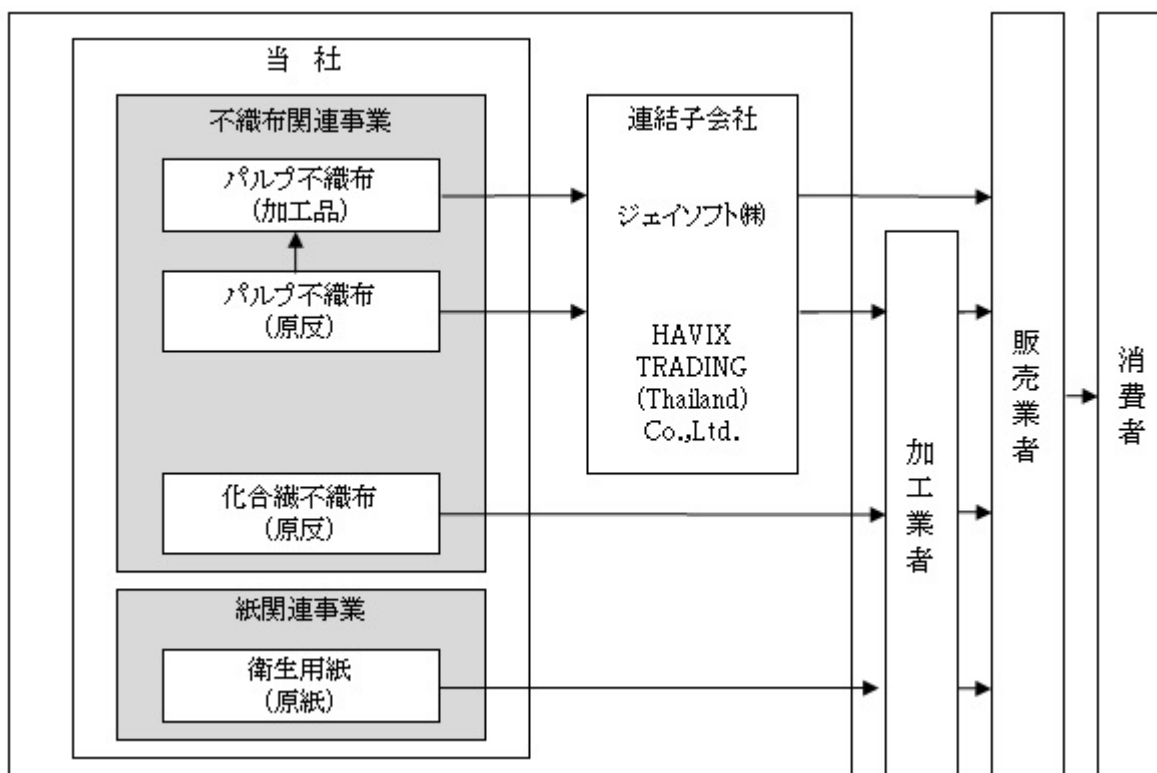 当 社
不織布関連事業
パルプ不織布
(加工品)
パルプ不織布
(原反)
化合繊不織布
(原反)
紙関連事業
衛生用紙
(原紙)
連結子会社
ジェイソフト㈱
HAVIX
TRADING
(Thailand)
Co.,Ltd.
加工業者
販売業者
消費者